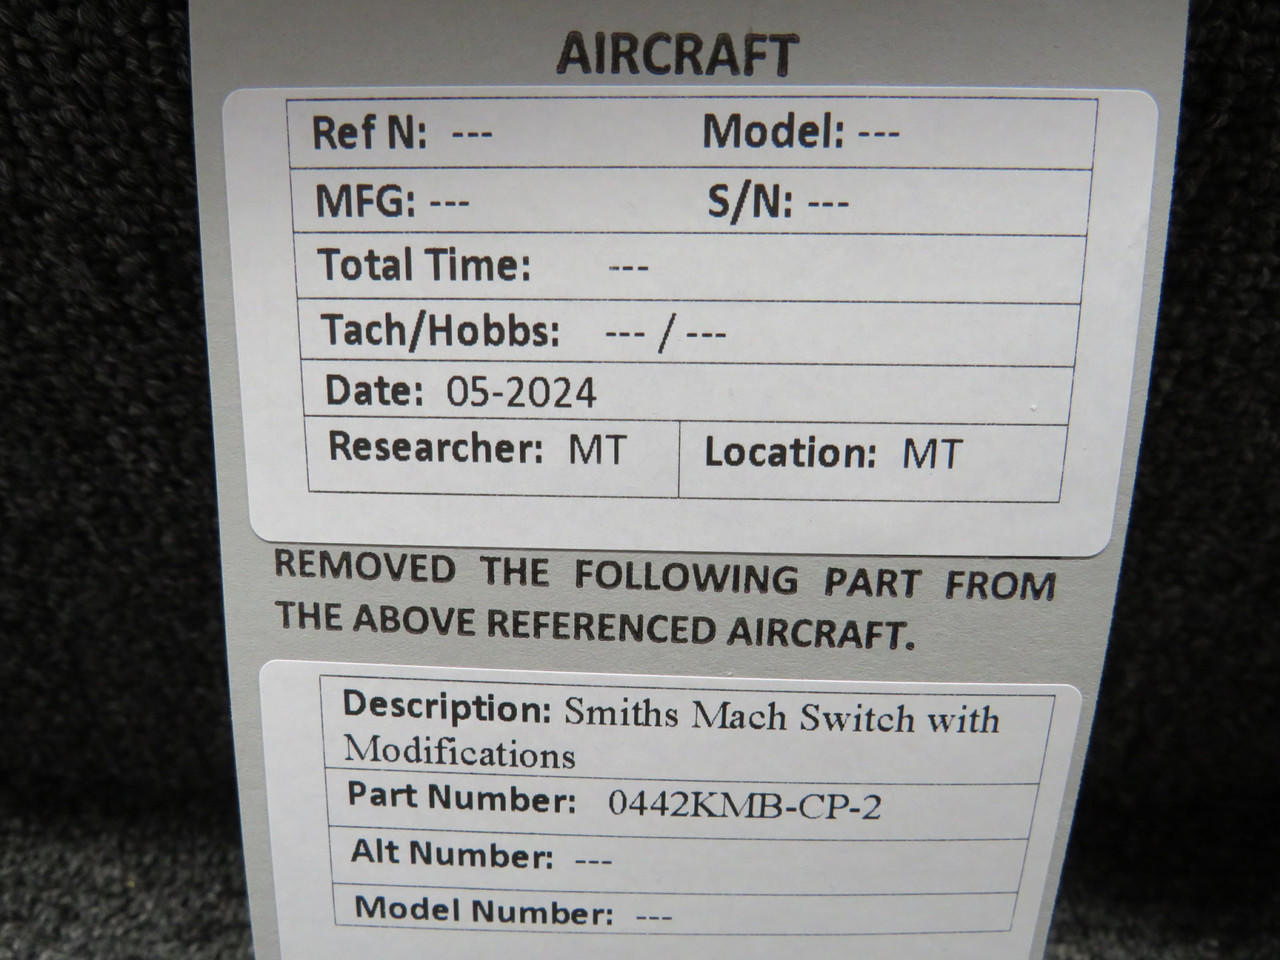 AIRCRAFT
Ref N: --- Model: ---
MFG: --- S/N: ---
Total Time: ---
Tach/Hobbs: --- / ---
Date: 05-2024
Researcher: MT Location: MT
REMOVED THE FOLLOWING PART FROM
THE ABOVE REFERENCED AIRCRAFT.
Description: Smiths Mach Switch with
Modifications
Part Number: 0442KMB-CP-2
Alt Number: ---
Model Number: ---